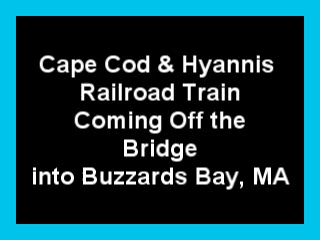 Cape Cod & Hyannis
Railroad Train
Coming Off the
Bridge
into Buzzards Bay, MA